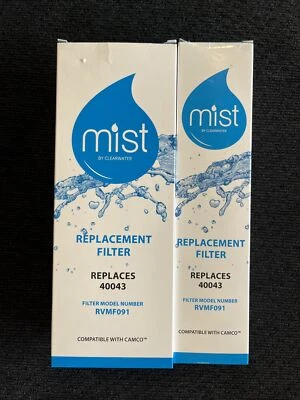 mist
BY CLEARWATER
REPLACEMENT
FILTER
REPLACES
40043
FILTER MODEL NUMBER
RVMF091
COMPATIBLE WITH CAMCO™
mist
BY CLEARWATER
REPLACEMENT
FILTER
REPLACES
40043
FILTER MODEL NUMBER
RVMF091
COMPATIBLE WITH CAMCO™